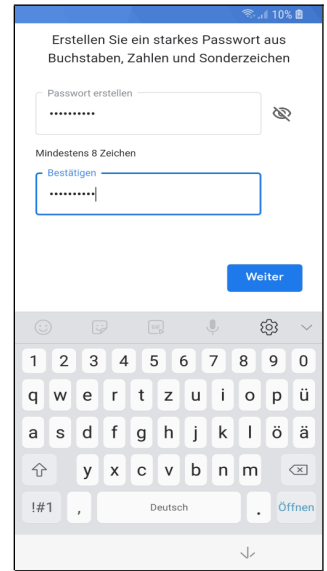 10%
Erstellen Sie ein starkes Passwort aus
Buchstaben, Zahlen und Sonderzeichen
Passwort erstellen
••••••••••
Mindestens 8 Zeichen
Bestätigen
••••••••••
Weiter
GIF
1 2 3 4 5 6 7 8 9 0
q w e r t z u i o p ü
a s d f g h j k l ö ä
y x c v b n m
!#1 , Deutsch . Öffnen